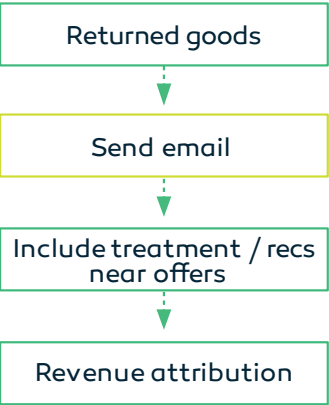 Returned goods
Send email
Include treatment / recs
near offers
Revenue attribution